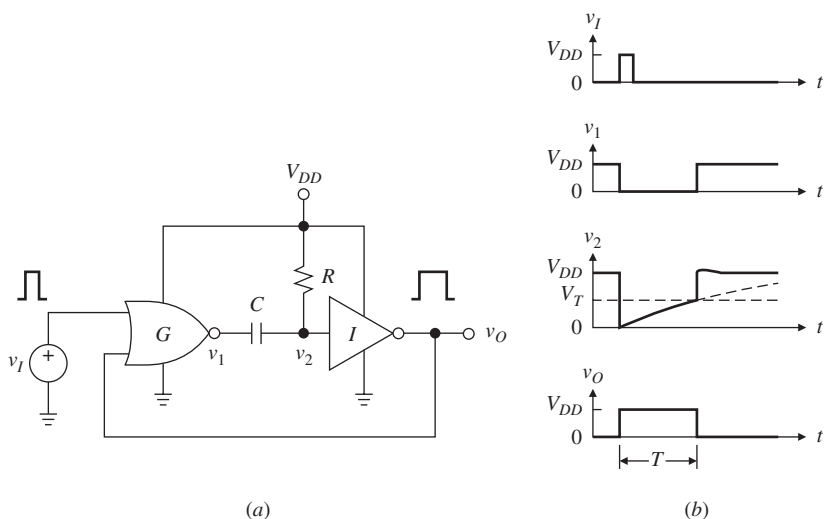 V_DD
R
C
G
I
v_1
v_2
v_O
v_I
+
(a)
v_I
V_DD
0
t
v_1
V_DD
0
t
v_2
V_DD
V_T
0
t
v_O
V_DD
0
t
T
(b)